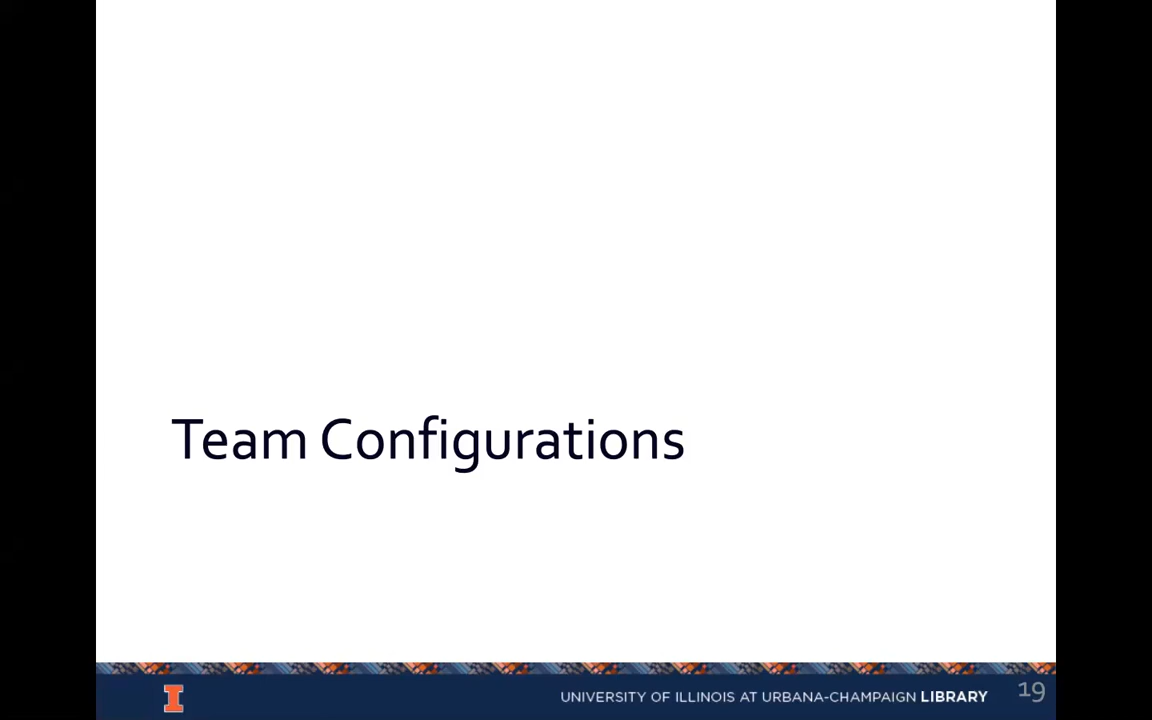 Team Configurations
UNIVERSITY OF ILLINOIS AT URBANA-CHAMPAIGN LIBRARY
19